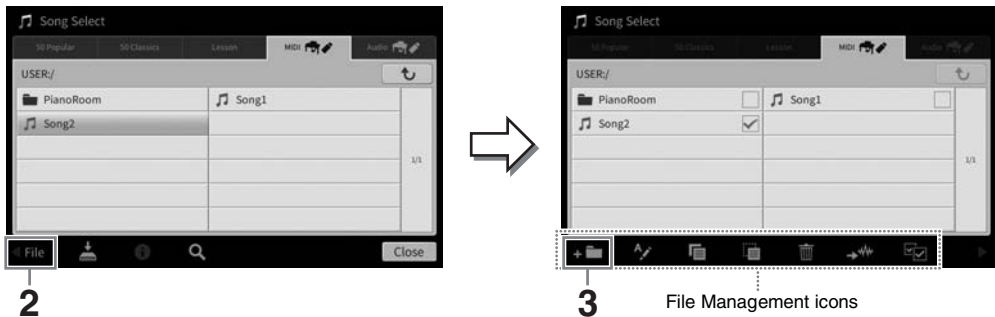 Song Select
50 Popular 50 Classics Lesson MIDI Audio
USER:/
PianoRoom Song1
Song2
1/1
File Close
2
Song Select
50 Popular 50 Classics Lesson MIDI Audio
USER:/
PianoRoom Song1
Song2
1/1
3
File Management icons